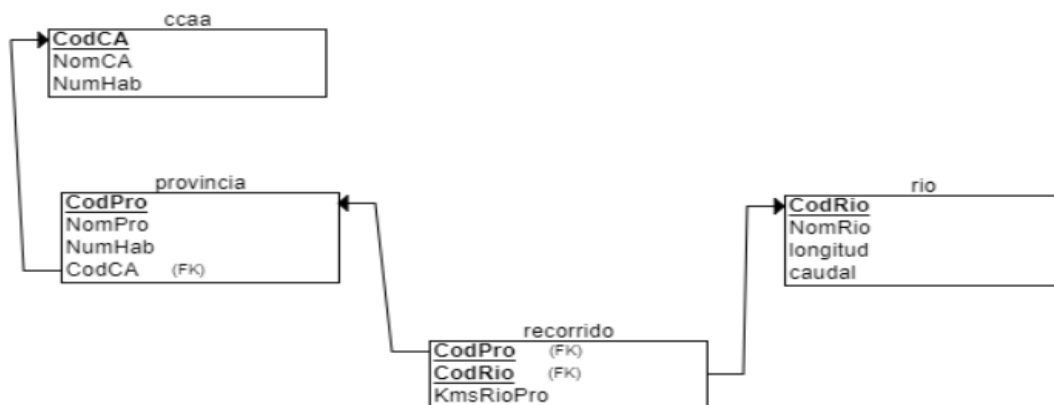 ccaa
CodCA
NomCA
NumHab
provincia
CodPro
NomPro
NumHab
CodCA (FK)
rio
CodRio
NomRio
longitud
caudal
recorrido
CodPro (FK)
CodRio (FK)
KmsRioPro